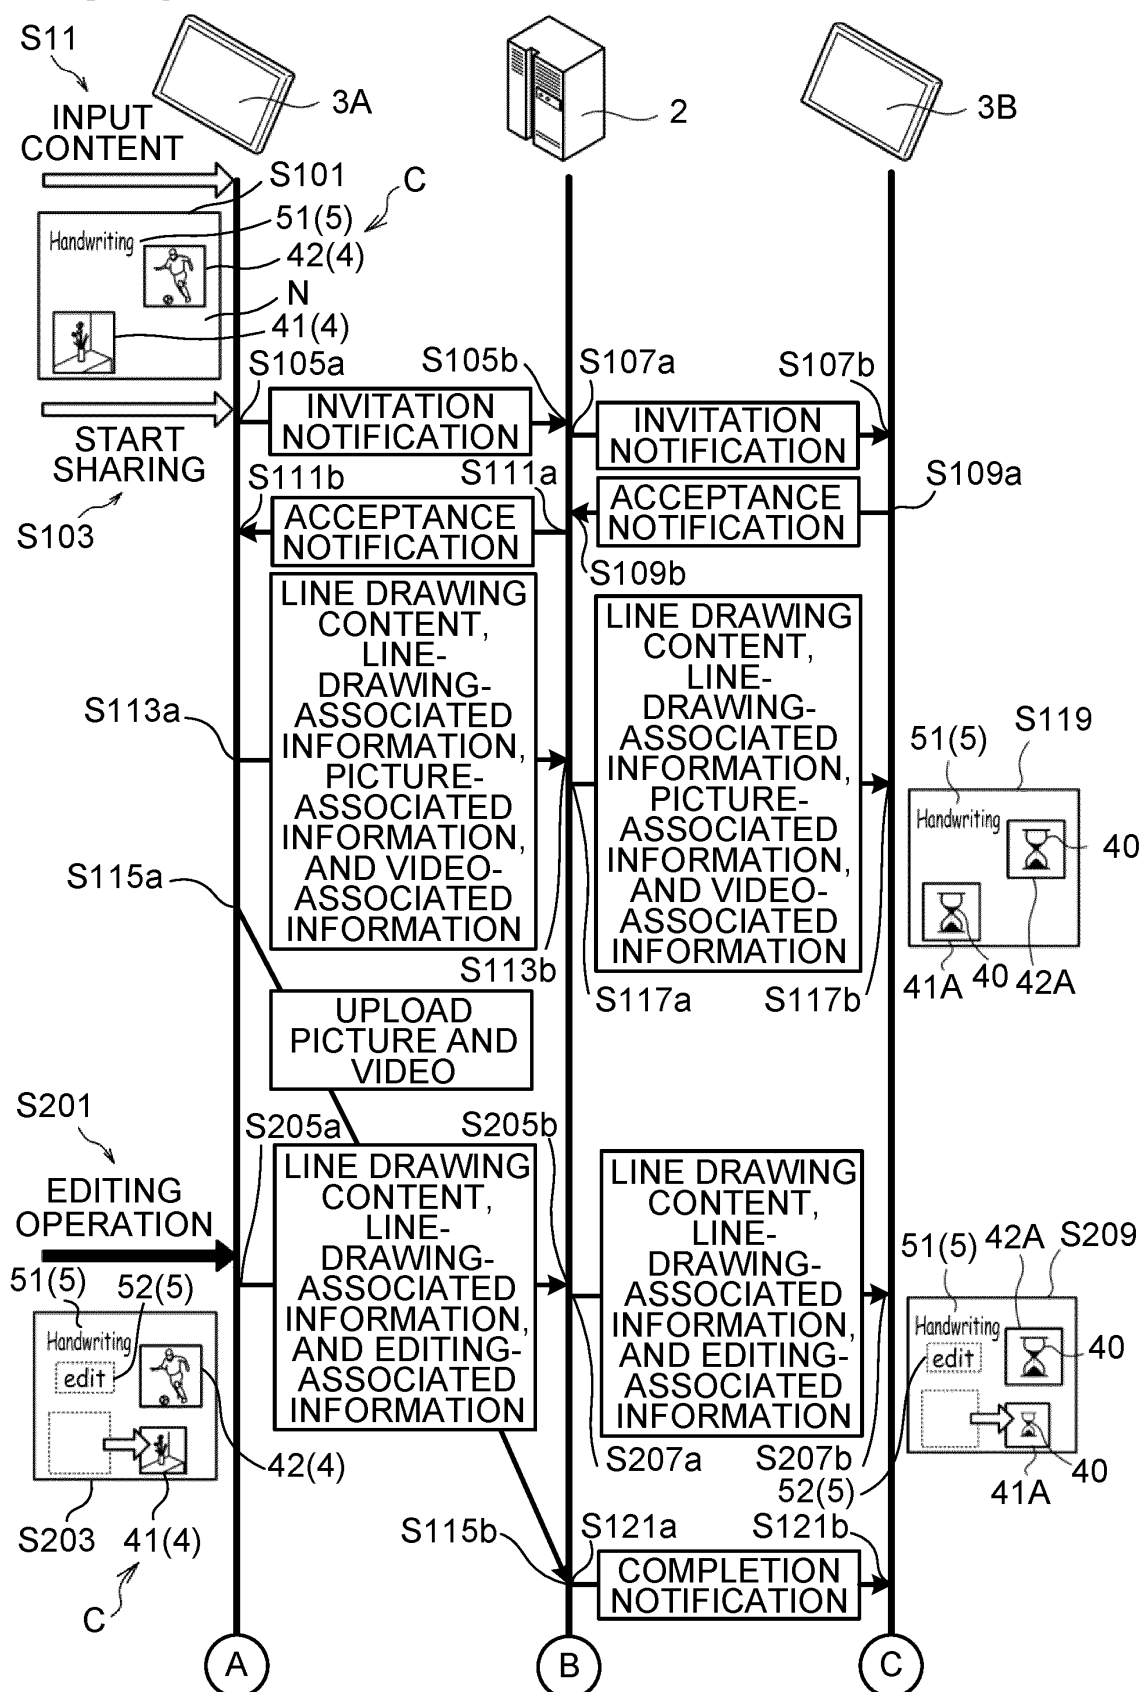 S11
3A
2
3B
INPUT
CONTENT
S101
C
51(5)
Handwriting
42(4)
N
41(4)
S105a
S105b
S107a
S107b
INVITATION
NOTIFICATION
INVITATION
NOTIFICATION
START
SHARING
S103
S111b
S111a
S109a
ACCEPTANCE
NOTIFICATION
ACCEPTANCE
NOTIFICATION
S109b
LINE DRAWING
CONTENT,
LINE-
DRAWING-
ASSOCIATED
INFORMATION,
PICTURE-
ASSOCIATED
INFORMATION,
AND VIDEO-
ASSOCIATED
INFORMATION
LINE DRAWING
CONTENT,
LINE-
DRAWING-
ASSOCIATED
INFORMATION,
PICTURE-
ASSOCIATED
INFORMATION,
AND VIDEO-
ASSOCIATED
INFORMATION
S113a
S119
51(5)
Handwriting
40
S115a
S113b
S117a
S117b
41A
40
42A
UPLOAD
PICTURE AND
VIDEO
S201
S205a
S205b
EDITING
OPERATION
LINE DRAWING
CONTENT,
LINE-
DRAWING-
ASSOCIATED
INFORMATION,
AND EDITING-
ASSOCIATED
INFORMATION
LINE DRAWING
CONTENT,
LINE-
DRAWING-
ASSOCIATED
INFORMATION,
AND EDITING-
ASSOCIATED
INFORMATION
51(5)
52(5)
Handwriting
edit
42(4)
S203
41(4)
C
51(5)
42A
S209
Handwriting
edit
40
40
41A
52(5)
S207a
S207b
S115b
S121a
S121b
COMPLETION
NOTIFICATION
A
B
C